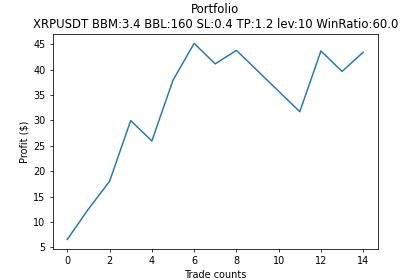 Portfolio
XRPUSDT BBM:3.4 BBL:160 SL:0.4 TP:1.2 lev:10 WinRatio:60.0
45
40
35
30
25
20
15
10
5
Profit ($)
0 2 4 6 8 10 12 14
Trade counts